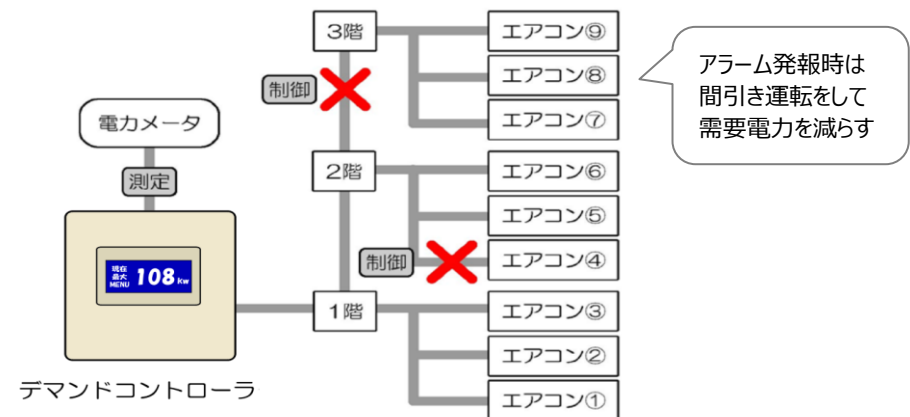 3階
エアコン⑨
エアコン⑧
エアコン⑦
制御
アラーム発報時は
間引き運転をして
需要電力を減らす
電力メータ
測定
2階
エアコン⑥
エアコン⑤
エアコン④
制御
現在
最大
MENU
108 kw
1階
エアコン③
エアコン②
エアコン①
デマンドコントローラ